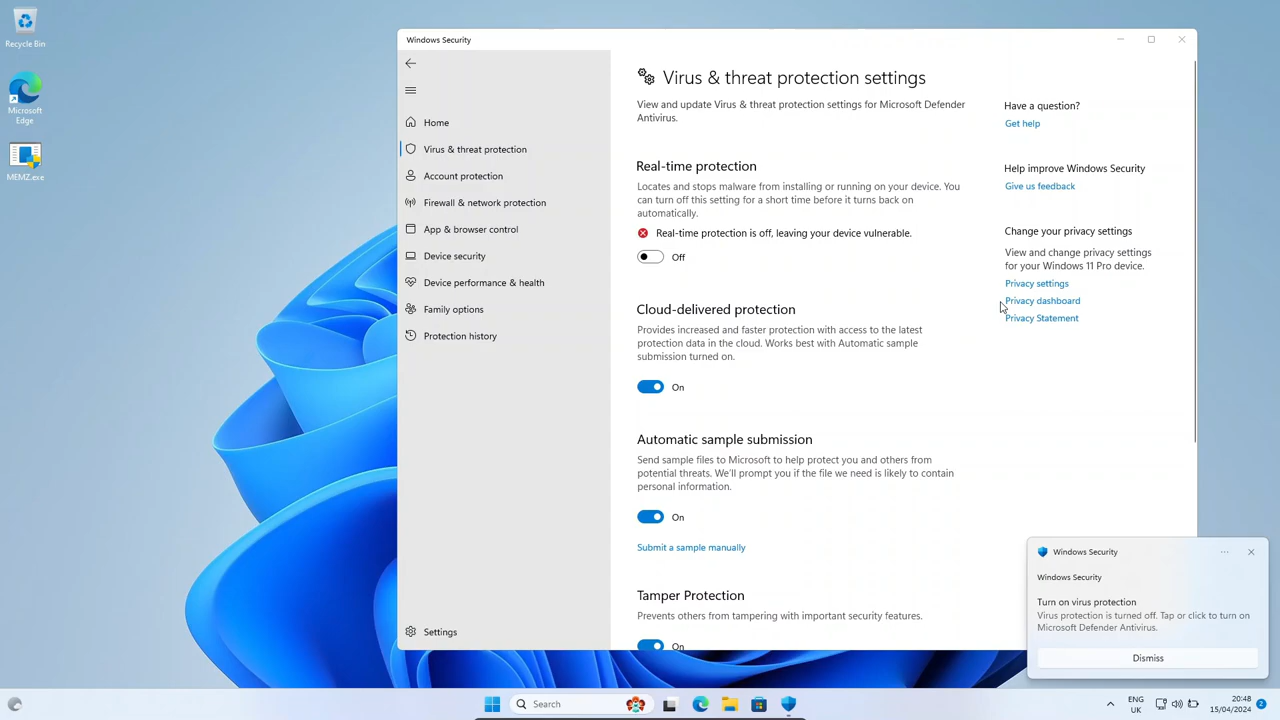 Recycle Bin
Microsoft
Edge
MEMZ.exe
Windows Security
Home
Virus & threat protection
Account protection
Firewall & network protection
App & browser control
Device security
Device performance & health
Family options
Protection history
Settings
Virus & threat protection settings
View and update Virus & threat protection settings for Microsoft Defender
Antivirus.
Real-time protection
Locates and stops malware from installing or running on your device. You
can turn off this setting for a short time before it turns back on
automatically.
Real-time protection is off, leaving your device vulnerable.
Off
Cloud-delivered protection
Provides increased and faster protection with access to the latest
protection data in the cloud. Works best with Automatic sample
submission turned on.
On
Automatic sample submission
Send sample files to Microsoft to help protect you and others from
potential threats. We'll prompt you if the file we need is likely to contain
personal information.
On
Submit a sample manually
Tamper Protection
Prevents others from tampering with important security features.
On
Have a question?
Get help
Help improve Windows Security
Give us feedback
Change your privacy settings
View and change privacy settings
for your Windows 11 Pro device.
Privacy settings
Privacy dashboard
Privacy Statement
Windows Security
Windows Security
Turn on virus protection
Virus protection is turned off. Tap or click to turn on
Microsoft Defender Antivirus.
Dismiss
Search
ENG
UK
20:48
15/04/2024
2